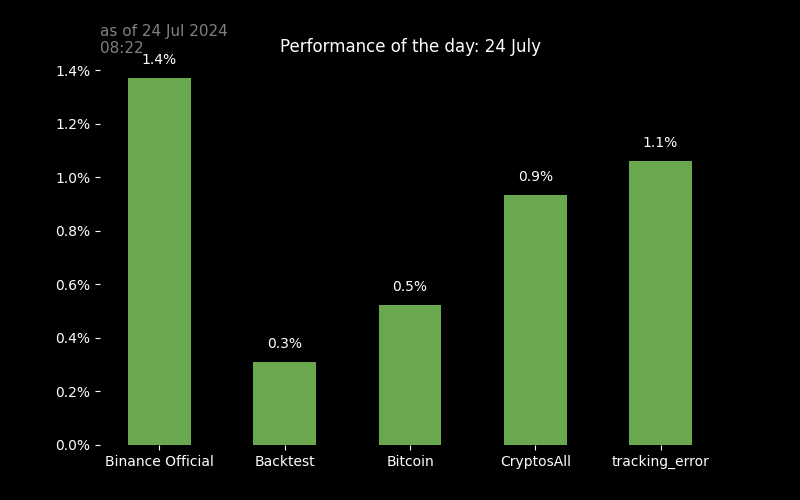 as of 24 Jul 2024
08:22
Performance of the day: 24 July
1.4%
1.2%
1.0%
0.8%
0.6%
0.4%
0.2%
0.0%
1.4%
0.3%
0.5%
0.9%
1.1%
Binance Official
Backtest
Bitcoin
CryptosAll
tracking_error